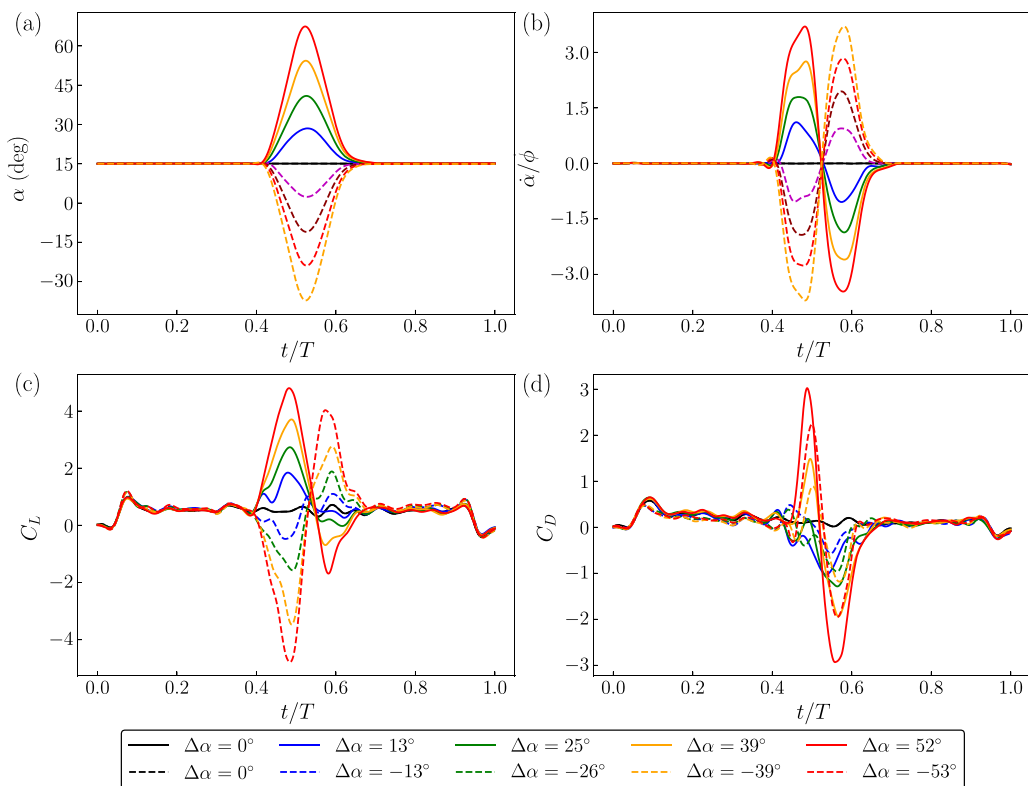 (a)
60
45
30
15
0
−15
−30
α (deg)
0.0 0.2 0.4 0.6 0.8 1.0
t/T
(b)
3.0
1.5
0.0
−1.5
−3.0
α̇/ϕ̇
0.0 0.2 0.4 0.6 0.8 1.0
t/T
(c)
4
2
0
−2
−4
C_L
0.0 0.2 0.4 0.6 0.8 1.0
t/T
(d)
3
2
1
0
−1
−2
−3
C_D
0.0 0.2 0.4 0.6 0.8 1.0
t/T
Δα = 0° Δα = 13° Δα = 25° Δα = 39° Δα = 52°
Δα = 0° Δα = −13° Δα = −26° Δα = −39° Δα = −53°